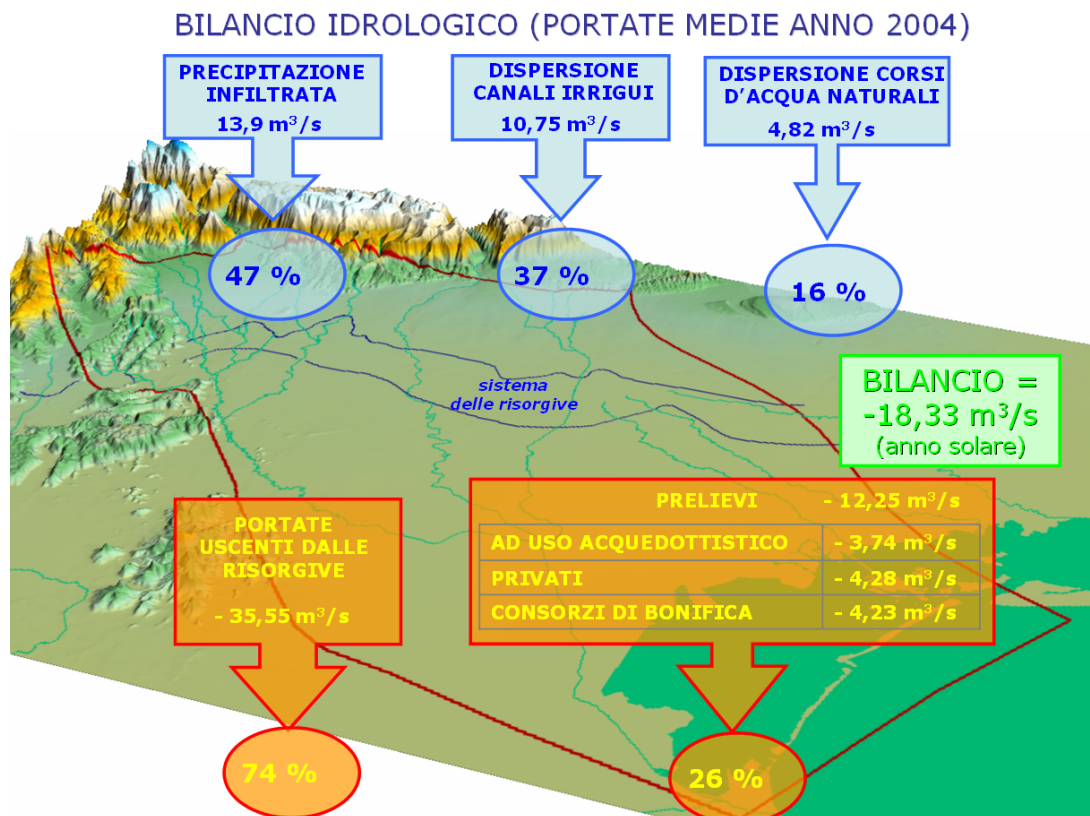 BILANCIO IDROLOGICO (PORTATE MEDIE ANNO 2004)
PRECIPITAZIONE
INFILTRATA
13,9 m³/s
DISPERSIONE
CANALI IRRIGUI
10,75 m³/s
DISPERSIONE CORSI
D'ACQUA NATURALI
4,82 m³/s
47 %
37 %
16 %
sistema
delle risorgive
BILANCIO =
-18,33 m³/s
(anno solare)
PORTATE
USCENTI DALLE
RISORGIVE
- 35,55 m³/s
PRELIEVI - 12,25 m³/s
AD USO ACQUEDOTTISTICO - 3,74 m³/s
PRIVATI - 4,28 m³/s
CONSORZI DI BONIFICA - 4,23 m³/s
74 %
26 %